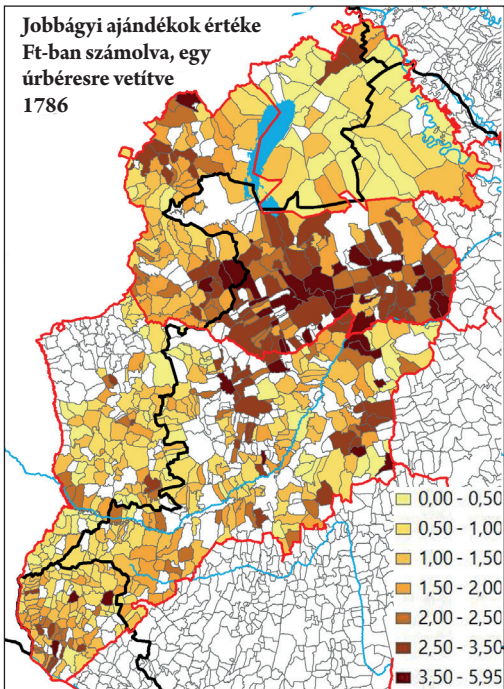 Jobbágyi ajándékok értéke
Ft-ban számolva, egy
úrbéresre vetítve
1786
0,00 - 0,50
0,50 - 1,00
1,00 - 1,50
1,50 - 2,00
2,00 - 2,50
2,50 - 3,50
3,50 - 5,95